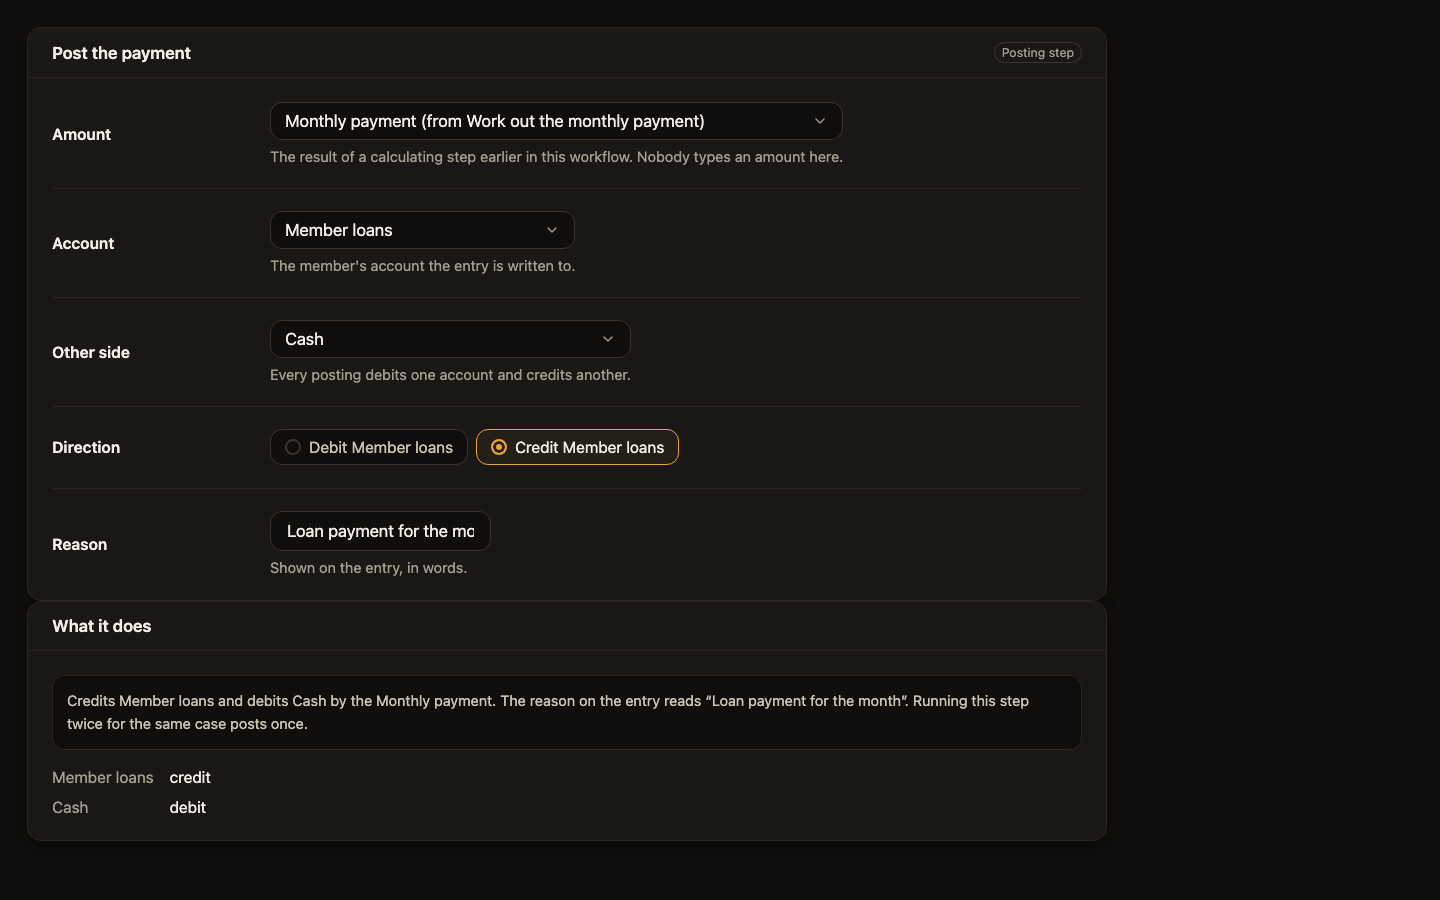 Post the payment
Posting step
Amount
Monthly payment (from Work out the monthly payment)
The result of a calculating step earlier in this workflow. Nobody types an amount here.
Account
Member loans
The member's account the entry is written to.
Other side
Cash
Every posting debits one account and credits another.
Direction
Debit Member loans
Credit Member loans
Reason
Loan payment for the mo
Shown on the entry, in words.
What it does
Credits Member loans and debits Cash by the Monthly payment. The reason on the entry reads “Loan payment for the month”. Running this step
twice for the same case posts once.
Member loans credit
Cash debit